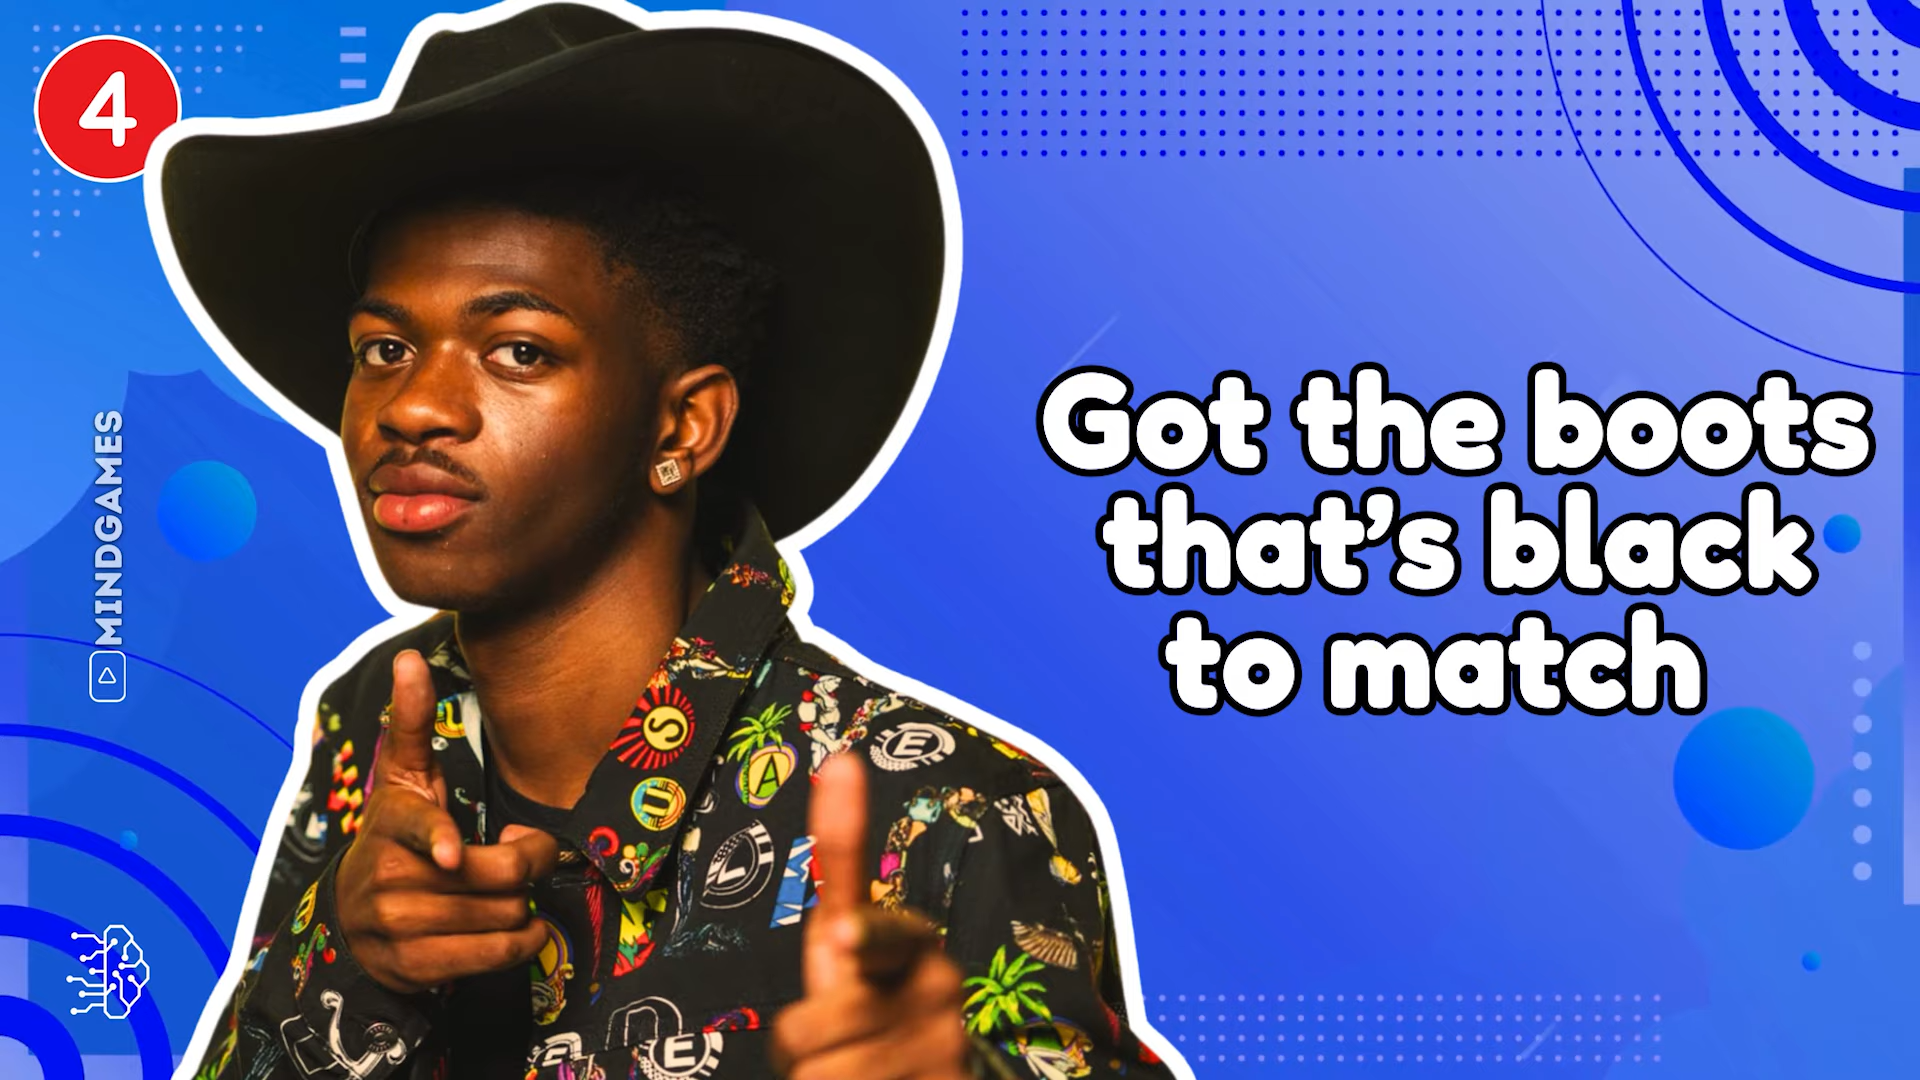 4
Got the boots
that's black
to match
MINDGAMES
S
U
A
E
L
E